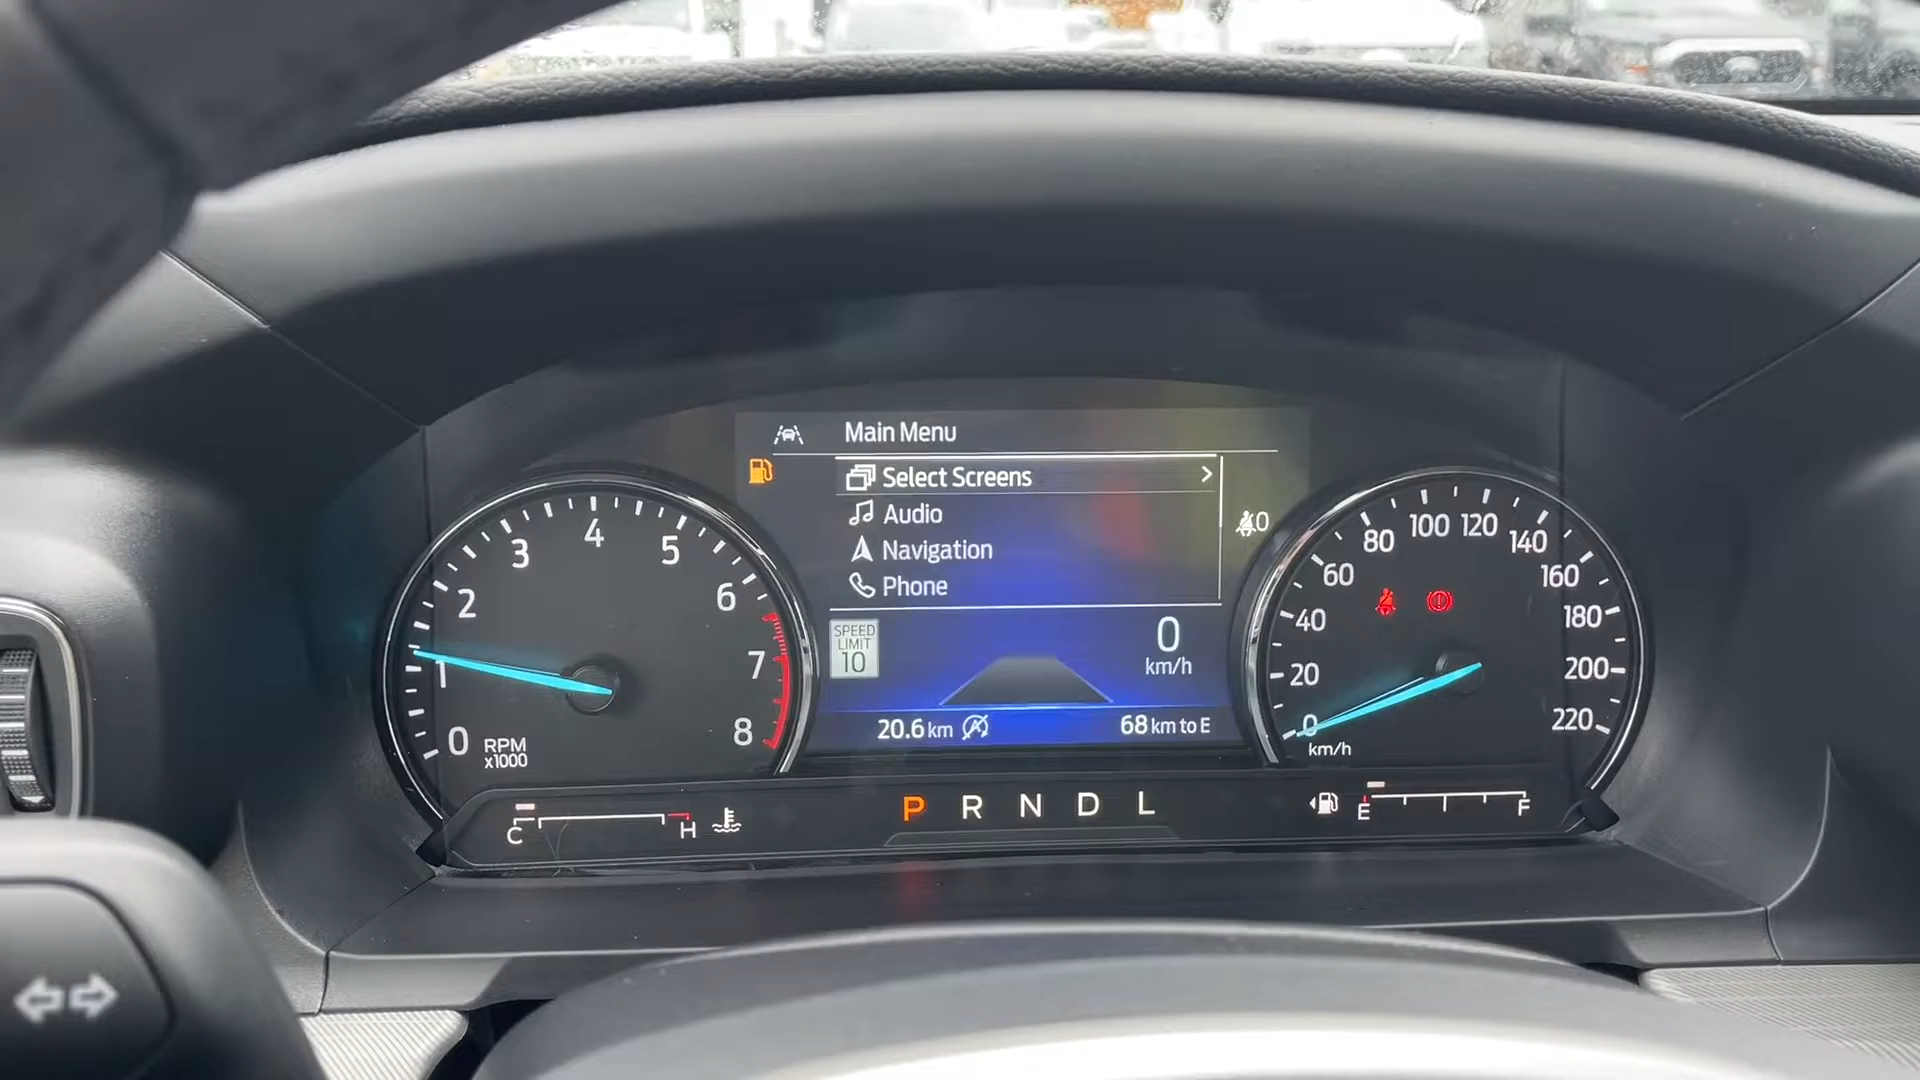 Main Menu
Select Screens
Audio
Navigation
Phone
0
SPEED
LIMIT
10
0
km/h
20.6 km
68 km to E
0
1
2
3
4
5
6
7
8
RPM
x1000
0
20
40
60
80
100
120
140
160
180
200
220
km/h
C
H
P R N D L
E
F